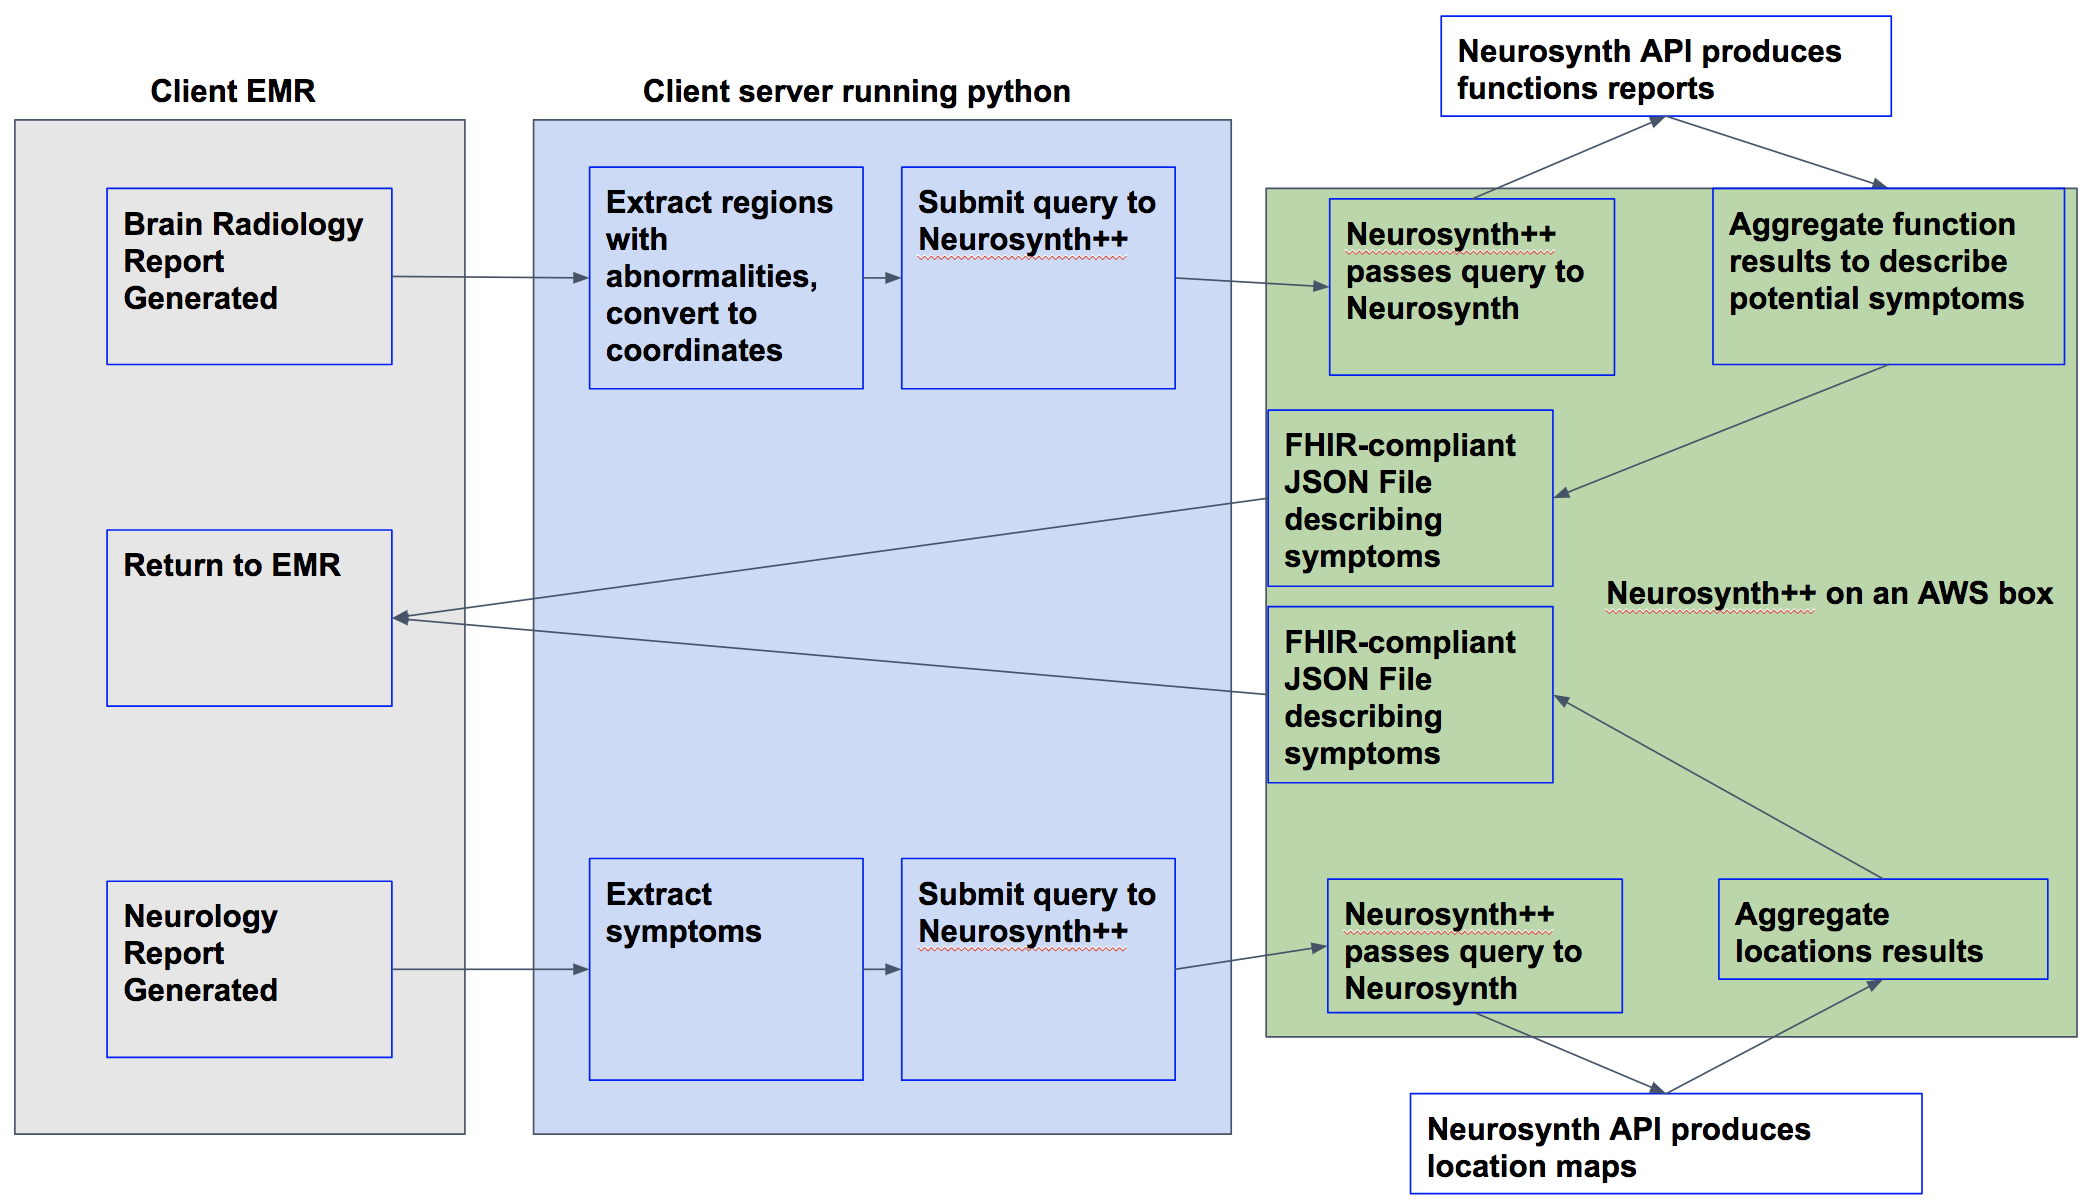 Client EMR
Client server running python
Neurosynth API produces
functions reports
Brain Radiology
Report
Generated
Extract regions
with
abnormalities,
convert to
coordinates
Submit query to
Neurosynth++
Neurosynth++
passes query to
Neurosynth
Aggregate function
results to describe
potential symptoms
FHIR-compliant
JSON File
describing
symptoms
Return to EMR
Neurosynth++ on an AWS box
FHIR-compliant
JSON File
describing
symptoms
Neurology
Report
Generated
Extract
symptoms
Submit query to
Neurosynth++
Neurosynth++
passes query to
Neurosynth
Aggregate
locations results
Neurosynth API produces
location maps